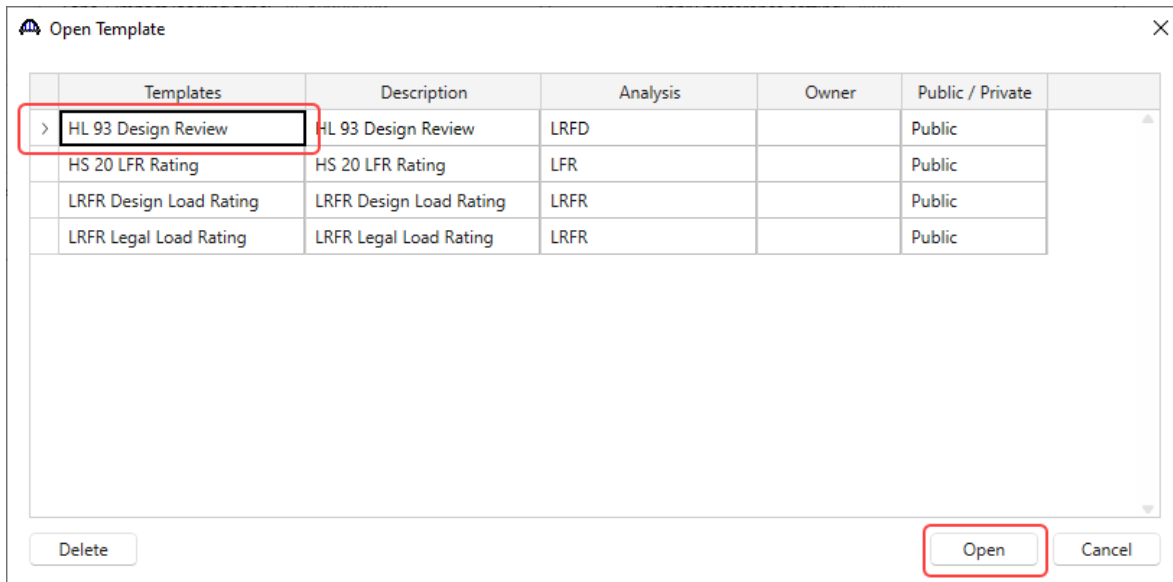 Open Template
Templates Description Analysis Owner Public / Private
HL 93 Design Review HL 93 Design Review LRFD Public
HS 20 LFR Rating HS 20 LFR Rating LFR Public
LRFR Design Load Rating LRFR Design Load Rating LRFR Public
LRFR Legal Load Rating LRFR Legal Load Rating LRFR Public
Delete Open Cancel